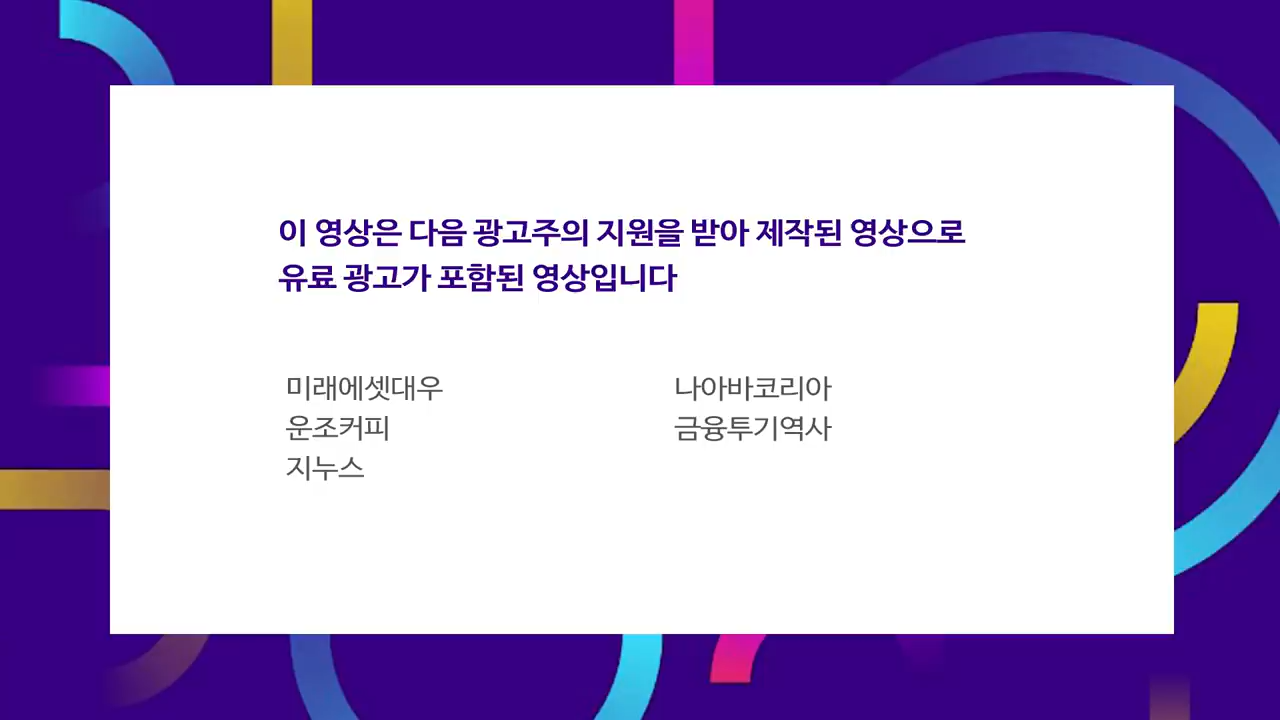 이 영상은 다음 광고주의 지원을 받아 제작된 영상으로
유료 광고가 포함된 영상입니다
미래에셋대우
운조커피
지누스
나아바코리아
금융투기역사